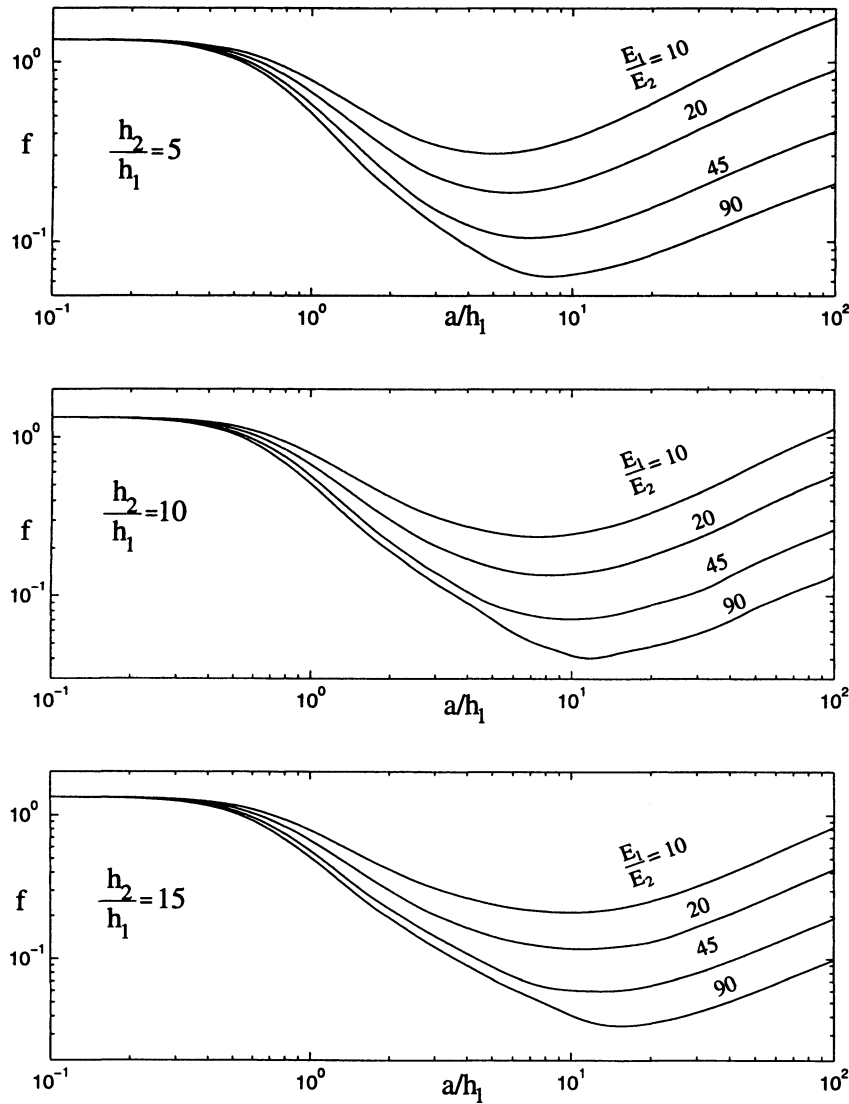 10⁰
10⁻¹
f
h₂/h₁ = 5
E₁/E₂ = 10
20
45
90
10⁻¹ 10⁰ 10¹ 10²
a/h₁
10⁰
10⁻¹
f
h₂/h₁ = 10
E₁/E₂ = 10
20
45
90
10⁻¹ 10⁰ 10¹ 10²
a/h₁
10⁰
10⁻¹
f
h₂/h₁ = 15
E₁/E₂ = 10
20
45
90
10⁻¹ 10⁰ 10¹ 10²
a/h₁